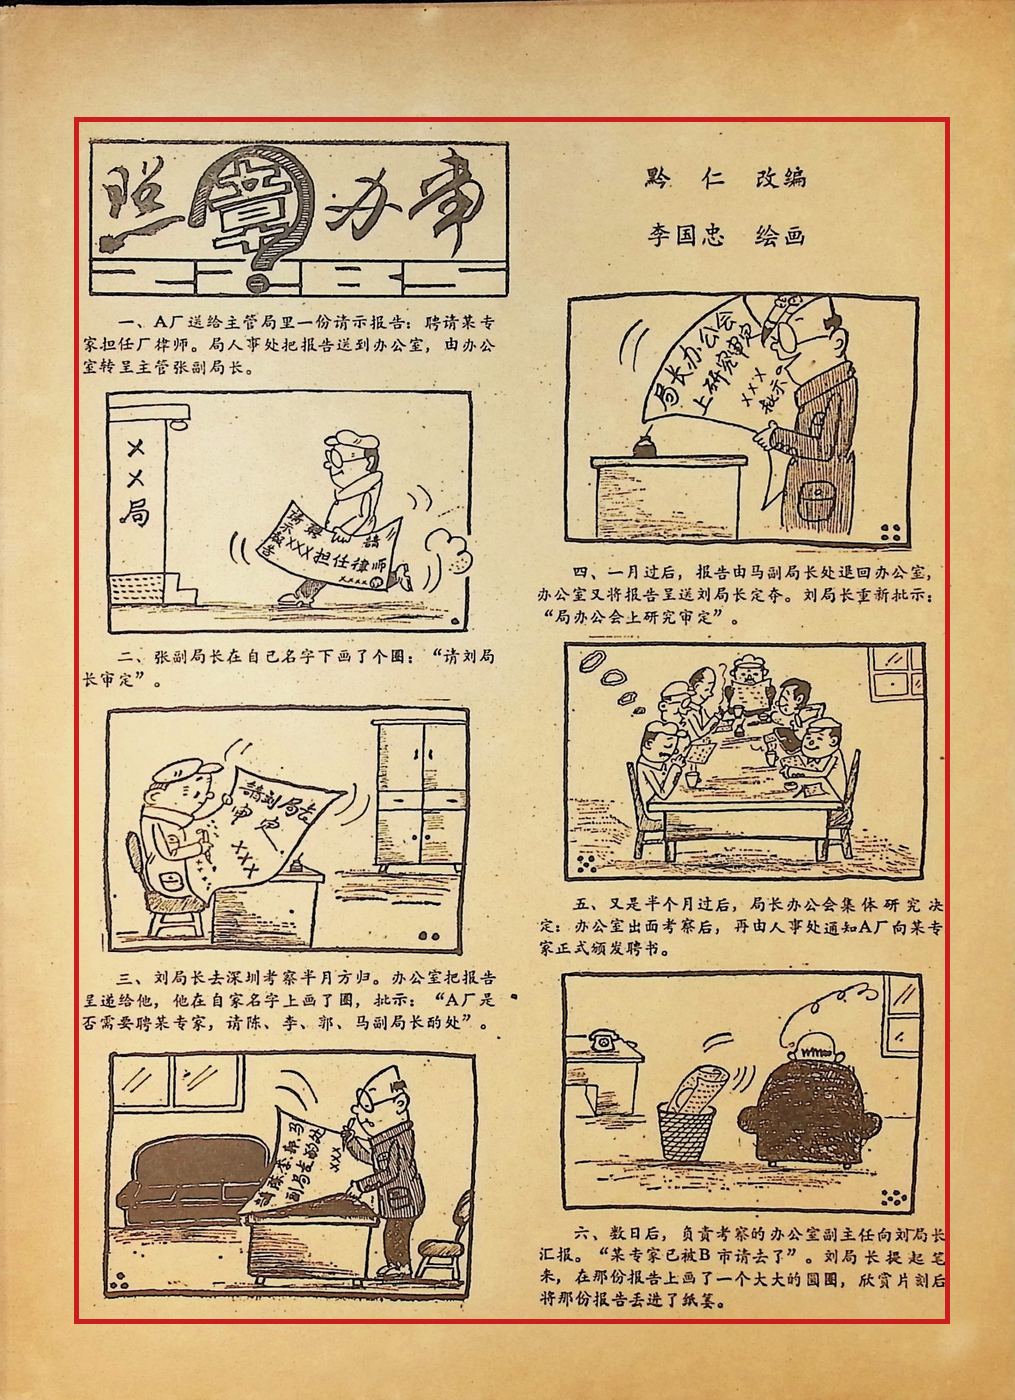 照章办事
黔 仁 改编
李国忠 绘画
一、A厂送给主管局里一份请示报告：聘请某专
家担任厂律师。局人事处把报告送到办公室，由办公
室转呈主管张副局长。
××局
请示报告
聘請
×××担任律师
××××
二、张副局长在自己名字下画了个圈：“请刘局
长审定”。
請刘局长
审定.
×××
三、刘局长去深圳考察半月方归。办公室把报告
呈递给他，他在自家名字上画了圈，批示：“A厂是
否需要聘某专家，请陈、李、郭、马副局长酌处”。
請陈.李.郭.马
副局长酌处
×××
局长办公会
上研究审定。
×××
批示
四、一月过后，报告由马副局长处退回办公室，
办公室又将报告呈送刘局长定夺。刘局长重新批示：
“局办公会上研究审定”。
五、又是半个月过后，局长办公会集体研究决
定：办公室出面考察后，再由人事处通知A厂向某专
家正式颁发聘书。
六、数日后，负责考察的办公室副主任向刘局长
汇报。“某专家已被B市请去了”。刘局长提起笔
来，在那份报告上画了一个大大的圆圈，欣赏片刻后
将那份报告丢进了纸篓。